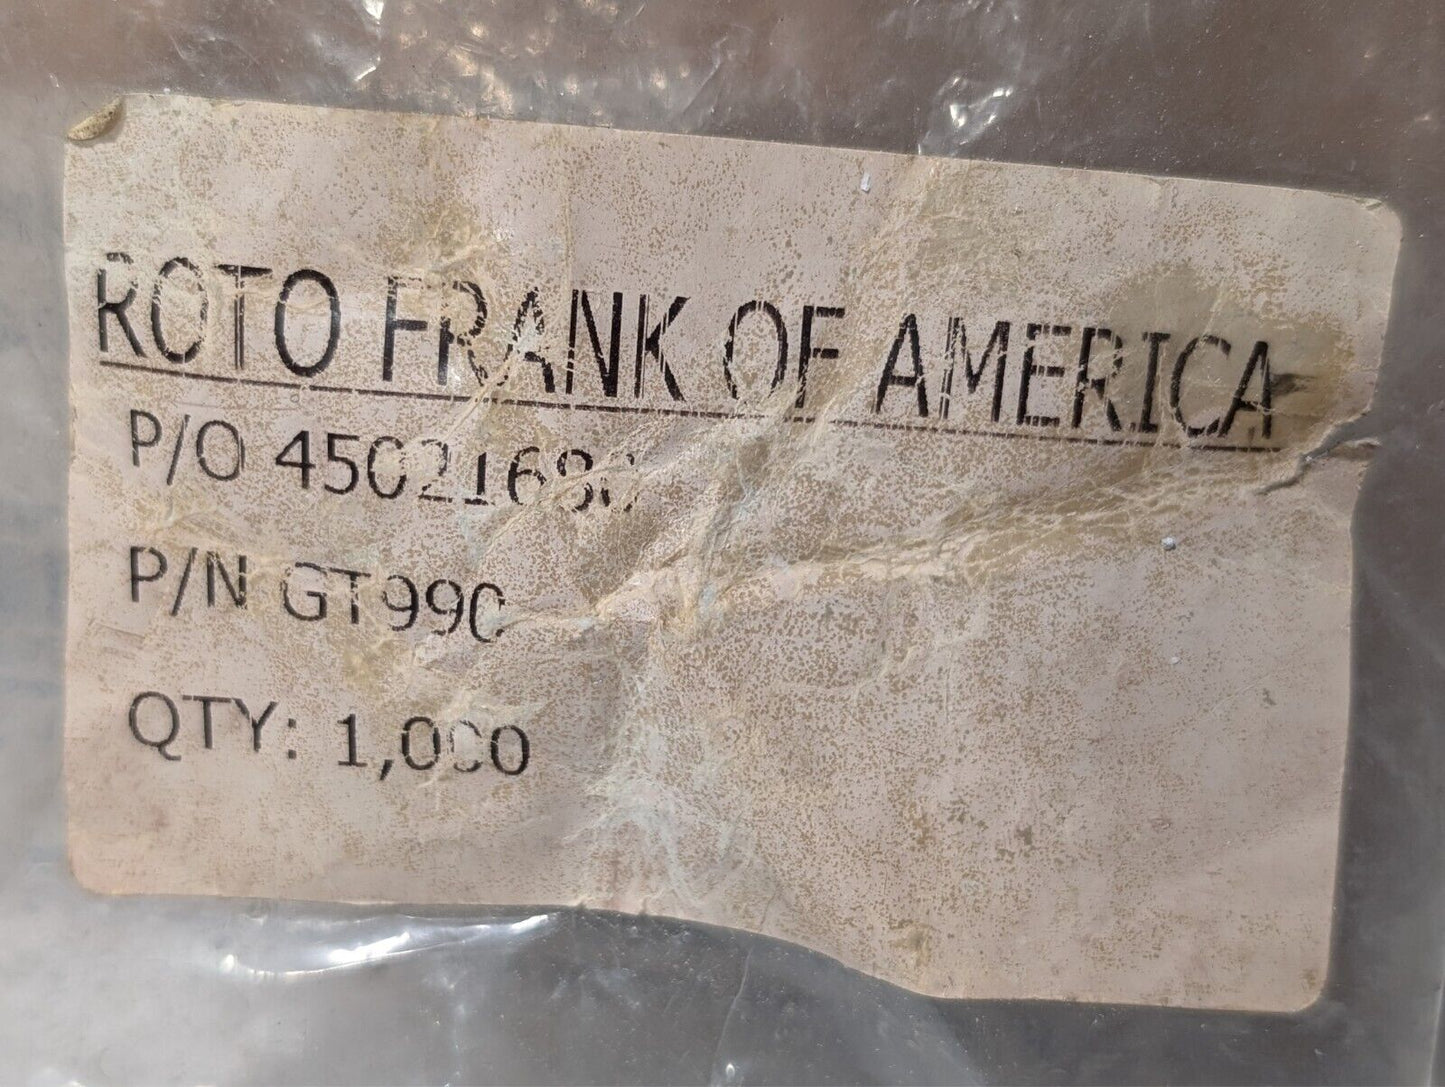 ROTO FRANK OF AMERICA
P/O 45021680
P/N GT990
QTY: 1,000